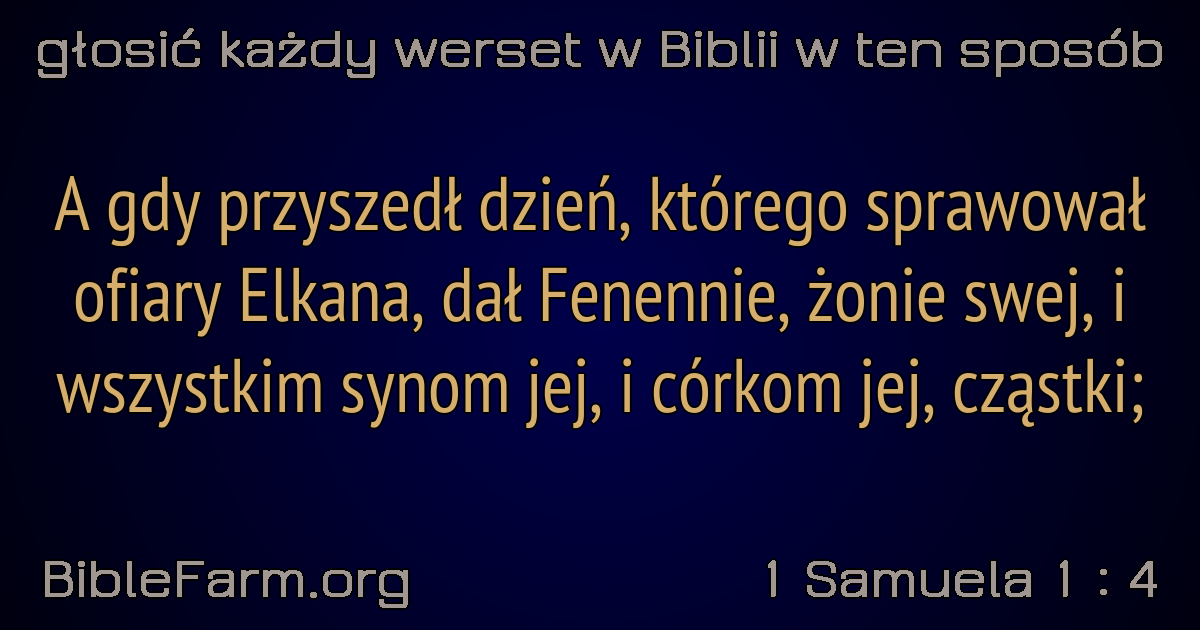 głosić każdy werset w Biblii w ten sposób
A gdy przyszedł dzień, którego sprawował
ofiary Elkana, dał Fenennie, żonie swej, i
wszystkim synom jej, i córkom jej, cząstki;
BibleFarm.org
1 Samuela 1 : 4